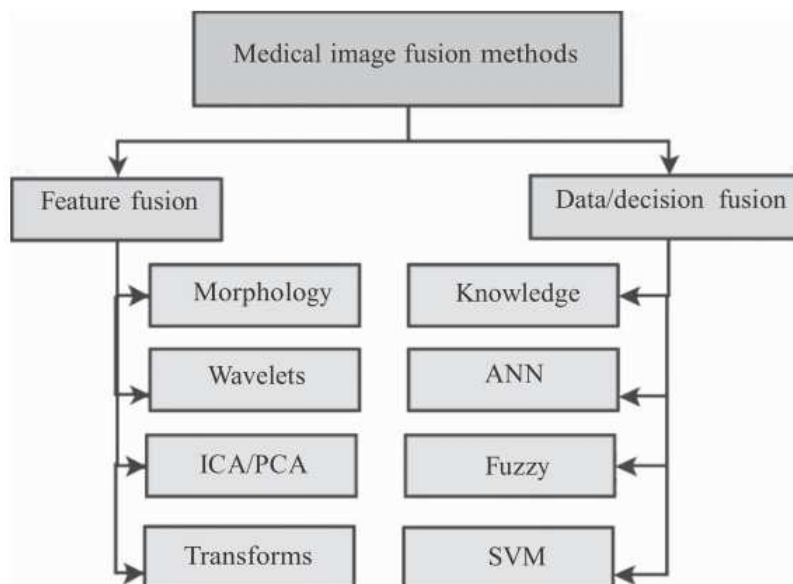 Medical image fusion methods
Feature fusion
Data/decision fusion
Morphology
Knowledge
Wavelets
ANN
ICA/PCA
Fuzzy
Transforms
SVM